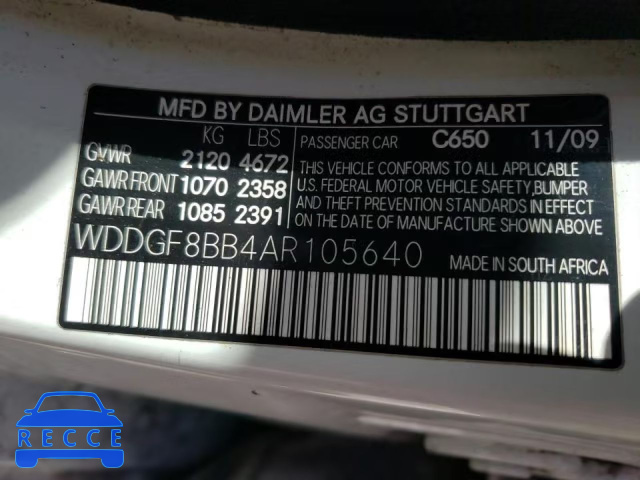 MFD BY DAIMLER AG STUTTGART
KG LBS PASSENGER CAR C650 11/09
GVWR 2120 4672 THIS VEHICLE CONFORMS TO ALL APPLICABLE
GAWR FRONT 1070 2358 U.S. FEDERAL MOTOR VEHICLE SAFETY, BUMPER
GAWR REAR 1085 2391 AND THEFT PREVENTION STANDARDS IN EFFECT
ON THE DATE OF MANUFACTURE SHOWN ABOVE
WDDGF8BB4AR105640 MADE IN SOUTH AFRICA
RECCE